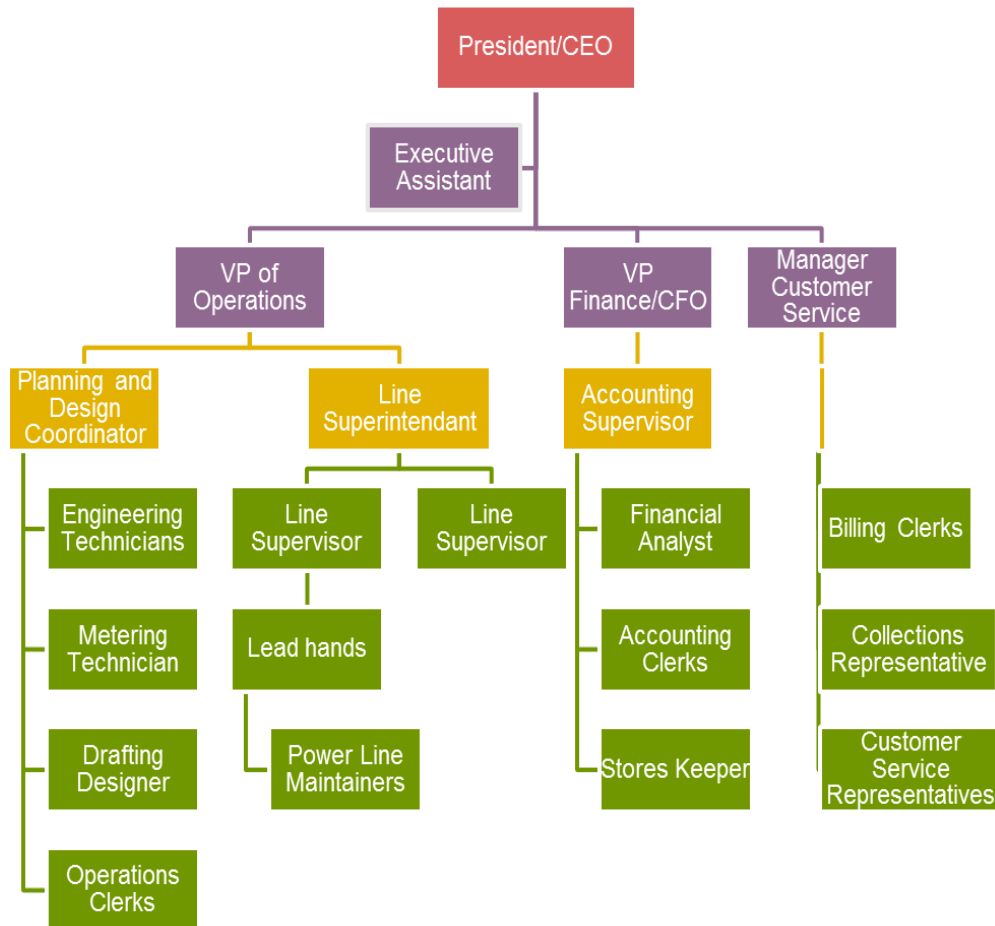 President/CEO
Executive
Assistant
VP of
Operations
VP
Finance/CFO
Manager
Customer
Service
Planning and
Design
Coordinator
Line
Superintendant
Accounting
Supervisor
Engineering
Technicians
Line
Supervisor
Line
Supervisor
Financial
Analyst
Billing Clerks
Metering
Technician
Lead hands
Accounting
Clerks
Collections
Representative
Drafting
Designer
Power Line
Maintainers
Stores Keeper
Customer
Service
Representatives
Operations
Clerks